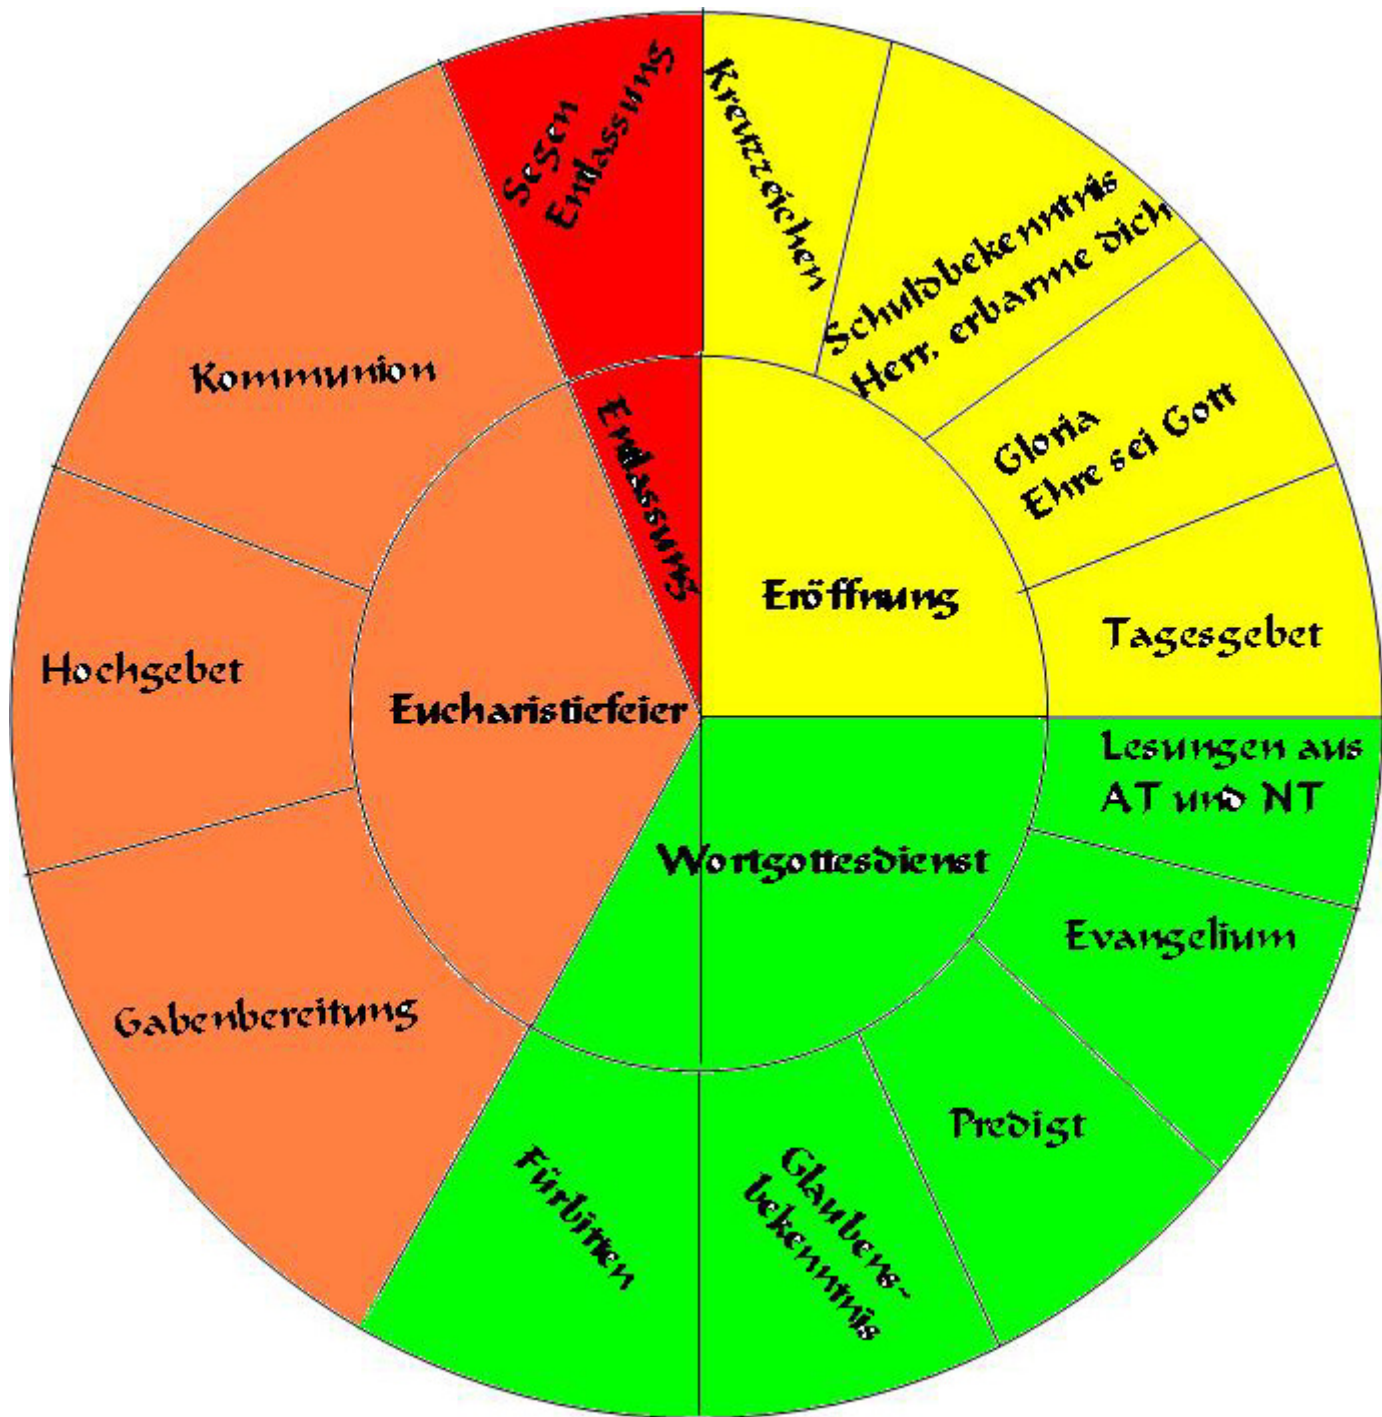 Kreuzzeichen
Schuldbekenntnis
Herr, erbarme dich
Gloria
Ehre sei Gott
Tagesgebet
Eröffnung
Lesungen aus
AT und NT
Evangelium
Predigt
Glaubens-
bekenntnis
Fürbitten
Wortgottesdienst
Gabenbereitung
Hochgebet
Kommunion
Eucharistiefeier
Segen
Entlassung
Entlassung